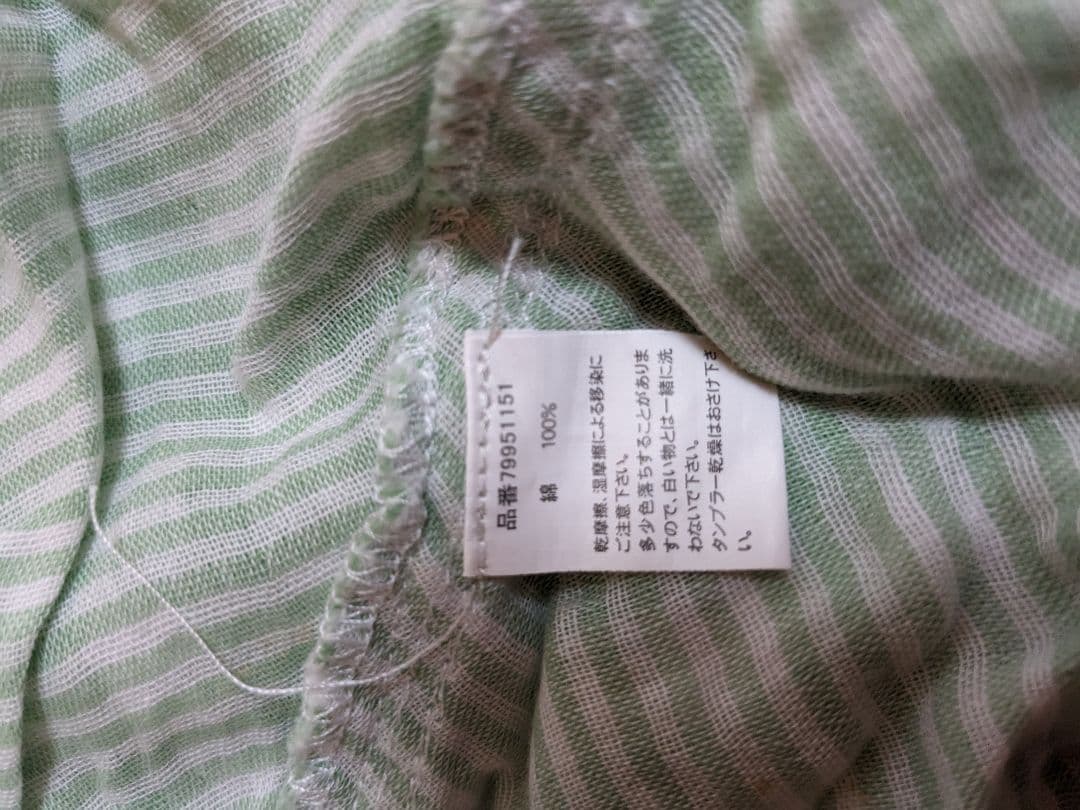 品番79951151
綿 100%
乾摩擦、湿摩擦による移染に
ご注意下さい。
多少色落ちすることがありま
すので、白い物とは一緒に洗
わないで下さい。
タンブラー乾燥はおさけ下さ
い。